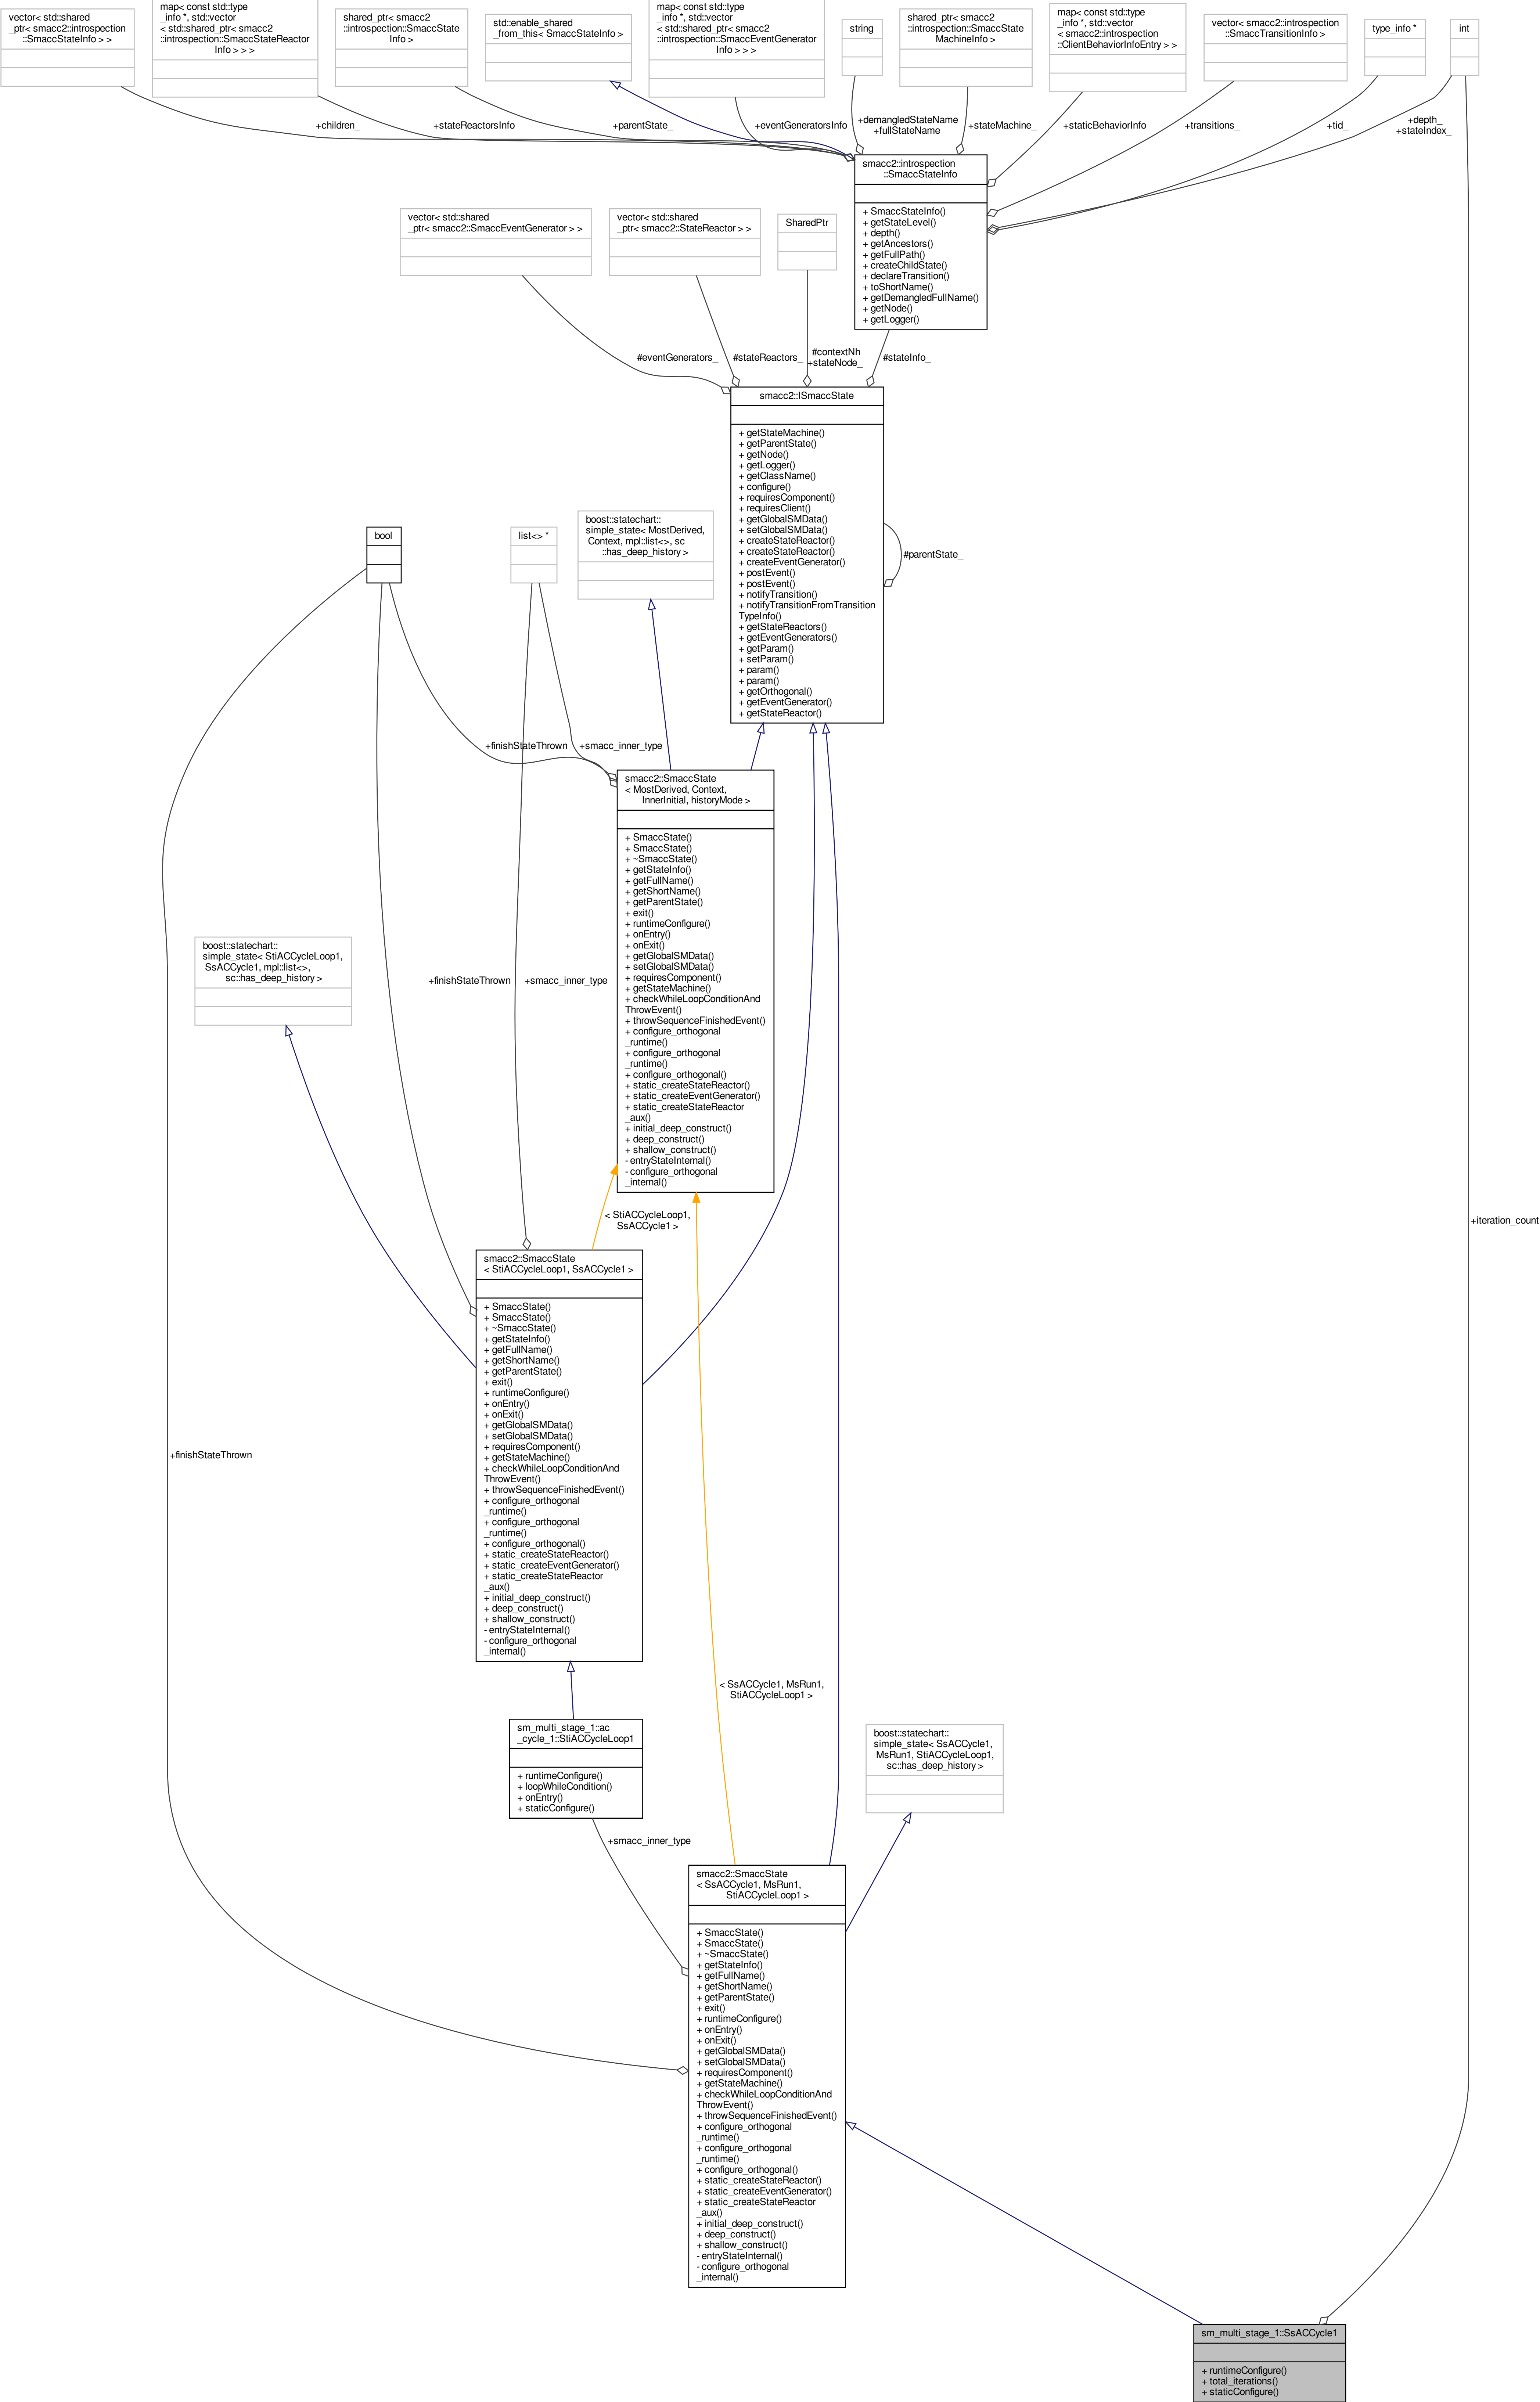 vector< std::shared
_ptr< smacc2::introspection
::SmaccStateInfo > >
map< const std::type
_info *, std::vector
< std::shared_ptr< smacc2
::introspection::SmaccStateReactor
Info > > >
shared_ptr< smacc2
::introspection::SmaccState
Info >
std::enable_shared
_from_this< SmaccStateInfo >
map< const std::type
_info *, std::vector
< std::shared_ptr< smacc2
::introspection::SmaccEventGenerator
Info > > >
string
shared_ptr< smacc2
::introspection::SmaccState
MachineInfo >
map< const std::type
_info *, std::vector
< smacc2::introspection
::ClientBehaviorInfoEntry > >
vector< smacc2::introspection
::SmaccTransitionInfo >
type_info *
int
+children_
+stateReactorsInfo
+parentState_
+eventGeneratorsInfo
+demangledStateName
+fullStateName
+stateMachine_
+staticBehaviorInfo
+transitions_
+tid_
+depth_
+stateIndex_
smacc2::introspection
::SmaccStateInfo
+ SmaccStateInfo()
+ getStateLevel()
+ depth()
+ getAncestors()
+ getFullPath()
+ createChildState()
+ declareTransition()
+ toShortName()
+ getDemangledFullName()
+ getNode()
+ getLogger()
vector< std::shared
_ptr< smacc2::SmaccEventGenerator > >
vector< std::shared
_ptr< smacc2::StateReactor > >
SharedPtr
#eventGenerators_
#stateReactors_
#contextNh
+stateNode_
#stateInfo_
smacc2::ISmaccState
+ getStateMachine()
+ getParentState()
+ getNode()
+ getLogger()
+ getClassName()
+ configure()
+ requiresComponent()
+ requiresClient()
+ getGlobalSMData()
+ setGlobalSMData()
+ createStateReactor()
+ createStateReactor()
+ createEventGenerator()
+ postEvent()
+ postEvent()
+ notifyTransition()
+ notifyTransitionFromTransition
TypeInfo()
+ getStateReactors()
+ getEventGenerators()
+ getParam()
+ setParam()
+ param()
+ param()
+ getOrthogonal()
+ getEventGenerator()
+ getStateReactor()
#parentState_
bool
list<> *
boost::statechart::
simple_state< MostDerived,
Context, mpl::list<>, sc
::has_deep_history >
+finishStateThrown
+smacc_inner_type
smacc2::SmaccState
< MostDerived, Context,
InnerInitial, historyMode >
+ SmaccState()
+ SmaccState()
+ ~SmaccState()
+ getStateInfo()
+ getFullName()
+ getShortName()
+ getParentState()
+ exit()
+ runtimeConfigure()
+ onEntry()
+ onExit()
+ getGlobalSMData()
+ setGlobalSMData()
+ requiresComponent()
+ getStateMachine()
+ checkWhileLoopConditionAnd
ThrowEvent()
+ throwSequenceFinishedEvent()
+ configure_orthogonal
_runtime()
+ configure_orthogonal
_runtime()
+ configure_orthogonal()
+ static_createStateReactor()
+ static_createEventGenerator()
+ static_createStateReactor
_aux()
+ initial_deep_construct()
+ deep_construct()
+ shallow_construct()
- entryStateInternal()
- configure_orthogonal
_internal()
boost::statechart::
simple_state< StiACCycleLoop1,
SsACCycle1, mpl::list<>,
sc::has_deep_history >
+finishStateThrown
+smacc_inner_type
< StiACCycleLoop1,
SsACCycle1 >
+iteration_count
smacc2::SmaccState
< StiACCycleLoop1, SsACCycle1 >
+ SmaccState()
+ SmaccState()
+ ~SmaccState()
+ getStateInfo()
+ getFullName()
+ getShortName()
+ getParentState()
+ exit()
+ runtimeConfigure()
+ onEntry()
+ onExit()
+ getGlobalSMData()
+ setGlobalSMData()
+ requiresComponent()
+ getStateMachine()
+ checkWhileLoopConditionAnd
ThrowEvent()
+ throwSequenceFinishedEvent()
+ configure_orthogonal
_runtime()
+ configure_orthogonal
_runtime()
+ configure_orthogonal()
+ static_createStateReactor()
+ static_createEventGenerator()
+ static_createStateReactor
_aux()
+ initial_deep_construct()
+ deep_construct()
+ shallow_construct()
- entryStateInternal()
- configure_orthogonal
_internal()
+finishStateThrown
< SsACCycle1, MsRun1,
StiACCycleLoop1 >
sm_multi_stage_1::ac
_cycle_1::StiACCycleLoop1
+ runtimeConfigure()
+ loopWhileCondition()
+ onEntry()
+ staticConfigure()
boost::statechart::
simple_state< SsACCycle1,
MsRun1, StiACCycleLoop1,
sc::has_deep_history >
+smacc_inner_type
smacc2::SmaccState
< SsACCycle1, MsRun1,
StiACCycleLoop1 >
+ SmaccState()
+ SmaccState()
+ ~SmaccState()
+ getStateInfo()
+ getFullName()
+ getShortName()
+ getParentState()
+ exit()
+ runtimeConfigure()
+ onEntry()
+ onExit()
+ getGlobalSMData()
+ setGlobalSMData()
+ requiresComponent()
+ getStateMachine()
+ checkWhileLoopConditionAnd
ThrowEvent()
+ throwSequenceFinishedEvent()
+ configure_orthogonal
_runtime()
+ configure_orthogonal
_runtime()
+ configure_orthogonal()
+ static_createStateReactor()
+ static_createEventGenerator()
+ static_createStateReactor
_aux()
+ initial_deep_construct()
+ deep_construct()
+ shallow_construct()
- entryStateInternal()
- configure_orthogonal
_internal()
sm_multi_stage_1::SsACCycle1
+ runtimeConfigure()
+ total_iterations()
+ staticConfigure()